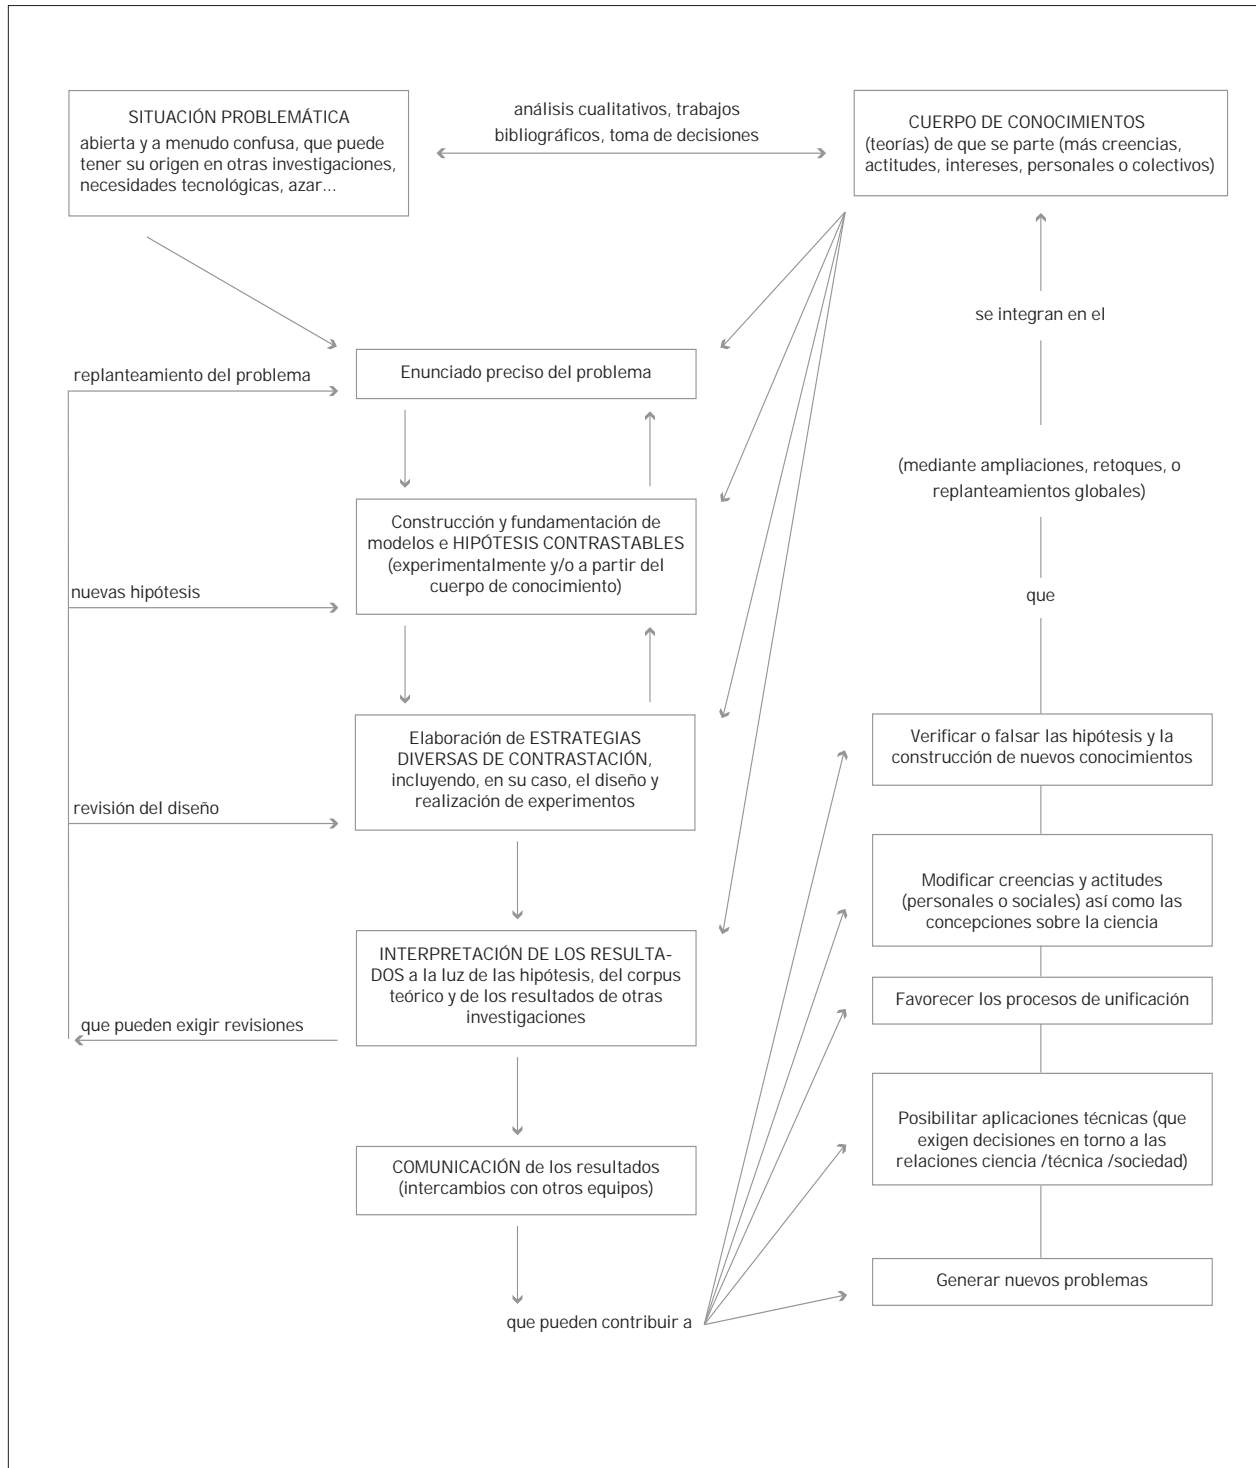 SITUACIÓN PROBLEMÁTICA
abierta y a menudo confusa, que puede
tener su origen en otras investigaciones,
necesidades tecnológicas, azar...
análisis cualitativos, trabajos
bibliográficos, toma de decisiones
CUERPO DE CONOCIMIENTOS
(teorías) de que se parte (más creencias,
actitudes, intereses, personales o colectivos)
se integran en el
replanteamiento del problema
Enunciado preciso del problema
(mediante ampliaciones, retoques, o
replanteamientos globales)
Construcción y fundamentación de
modelos e HIPÓTESIS CONTRASTABLES
(experimentalmente y/o a partir del
cuerpo de conocimiento)
nuevas hipótesis
que
Elaboración de ESTRATEGIAS
DIVERSAS DE CONTRASTACIÓN,
incluyendo, en su caso, el diseño y
realización de experimentos
Verificar o falsar las hipótesis y la
construcción de nuevos conocimientos
revisión del diseño
Modificar creencias y actitudes
(personales o sociales) así como las
concepciones sobre la ciencia
INTERPRETACIÓN DE LOS RESULTA-
DOS a la luz de las hipótesis, del corpus
teórico y de los resultados de otras
investigaciones
Favorecer los procesos de unificación
que pueden exigir revisiones
Posibilitar aplicaciones técnicas (que
exigen decisiones en torno a las
relaciones ciencia /técnica /sociedad)
COMUNICACIÓN de los resultados
(intercambios con otros equipos)
Generar nuevos problemas
que pueden contribuir a